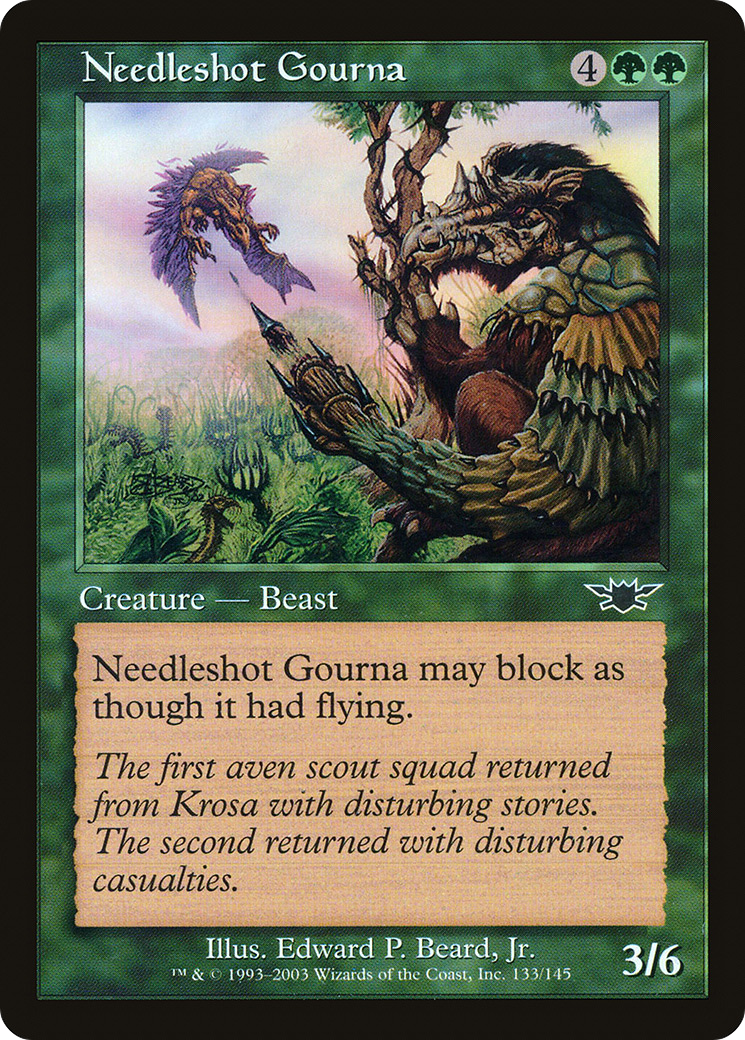 Needleshot Gourna 4
Creature — Beast
Needleshot Gourna may block as
though it had flying.
The first aven scout squad returned
from Krosa with disturbing stories.
The second returned with disturbing
casualties.
Illus. Edward P. Beard, Jr.
™ & © 1993–2003 Wizards of the Coast, Inc. 133/145
3/6